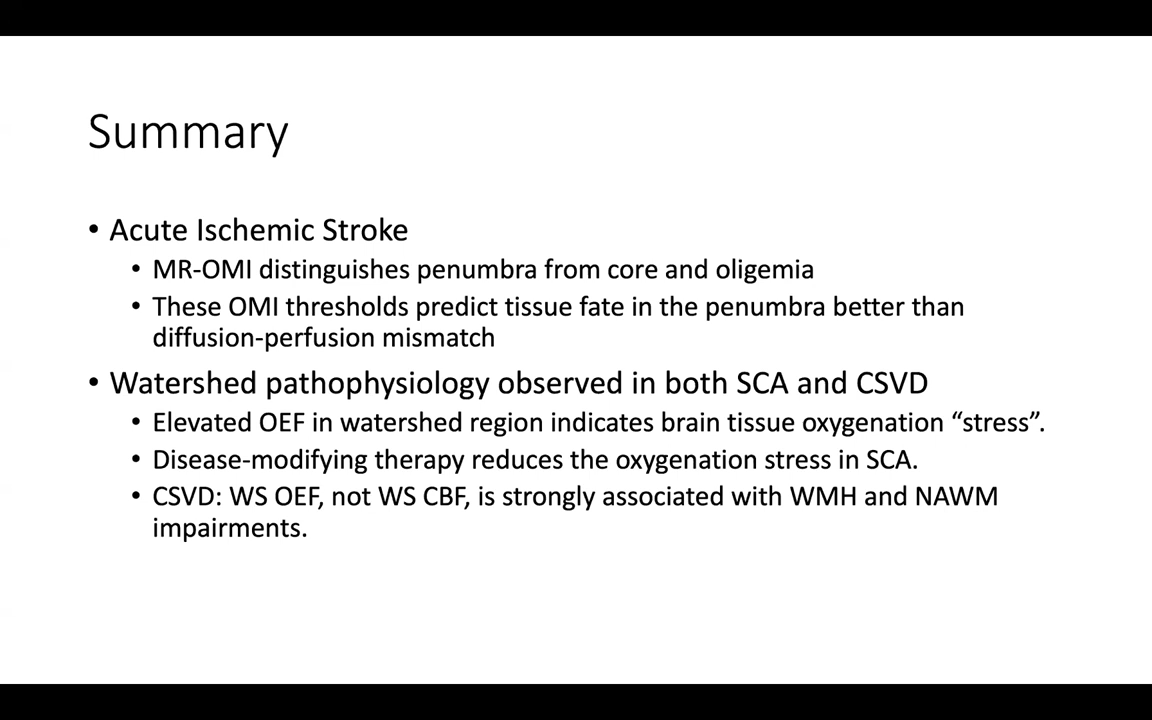 Summary
• Acute Ischemic Stroke
• MR-OMI distinguishes penumbra from core and oligemia
• These OMI thresholds predict tissue fate in the penumbra better than
diffusion-perfusion mismatch
• Watershed pathophysiology observed in both SCA and CSVD
• Elevated OEF in watershed region indicates brain tissue oxygenation “stress”.
• Disease-modifying therapy reduces the oxygenation stress in SCA.
• CSVD: WS OEF, not WS CBF, is strongly associated with WMH and NAWM
impairments.